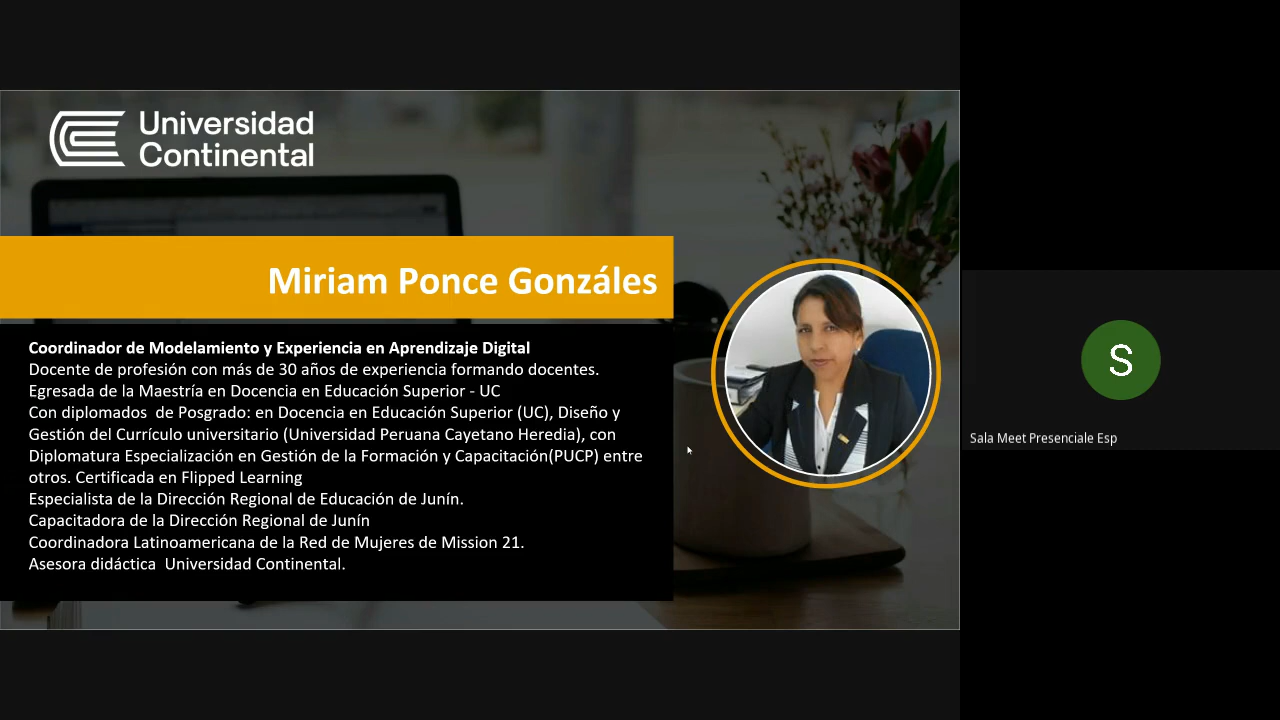 Universidad
Continental
Miriam Ponce Gonzáles
Coordinador de Modelamiento y Experiencia en Aprendizaje Digital
Docente de profesión con más de 30 años de experiencia formando docentes.
Egresada de la Maestría en Docencia en Educación Superior - UC
Con diplomados  de Posgrado: en Docencia en Educación Superior (UC), Diseño y
Gestión del Currículo universitario (Universidad Peruana Cayetano Heredia), con
Diplomatura Especialización en Gestión de la Formación y Capacitación(PUCP) entre
otros. Certificada en Flipped Learning
Especialista de la Dirección Regional de Educación de Junín.
Capacitadora de la Dirección Regional de Junín
Coordinadora Latinoamericana de la Red de Mujeres de Mission 21.
Asesora didáctica  Universidad Continental.
S
Sala Meet Presenciale Esp